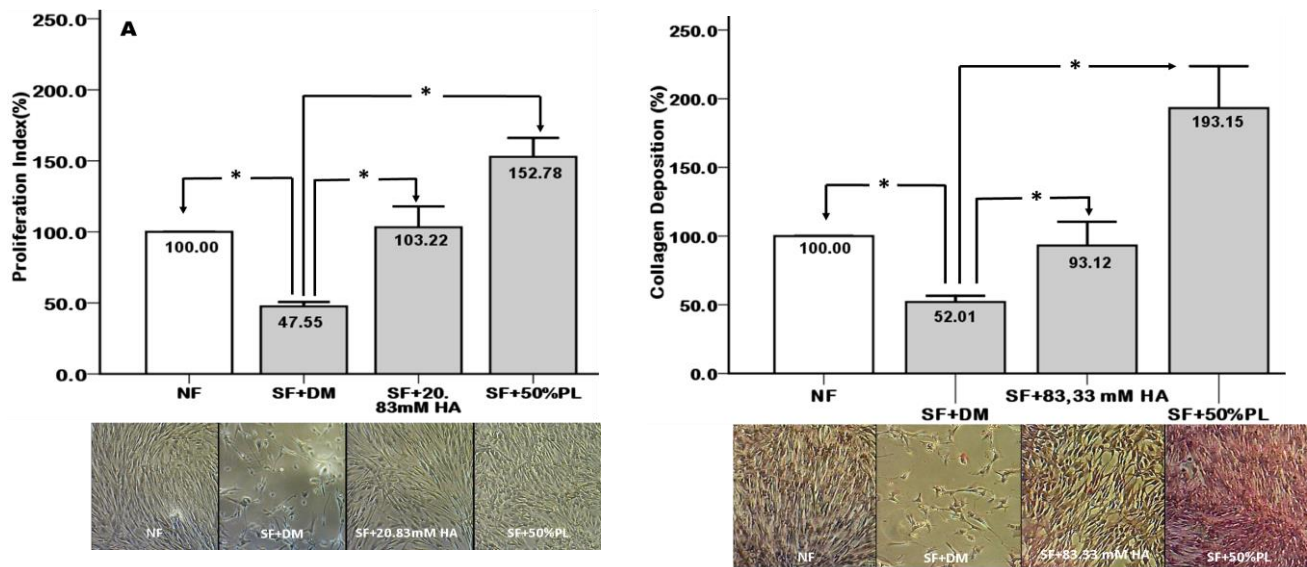 A
250.0
200.0
150.0
100.0
50.0
0.0
Proliferation Index(%)
*
*
*
100.00
47.55
103.22
152.78
NF
SF+DM
SF+20.
83mM HA
SF+50%PL
NF
SF+DM
SF+20.83mM HA
SF+50%PL
250.0
200.0
150.0
100.0
50.0
0.0
Collagen Deposition (%)
*
*
*
100.00
52.01
93.12
193.15
NF
SF+DM
SF+83,33 mM HA
SF+50%PL
NF
SF+DM
SF+83,33 mM HA
SF+50%PL